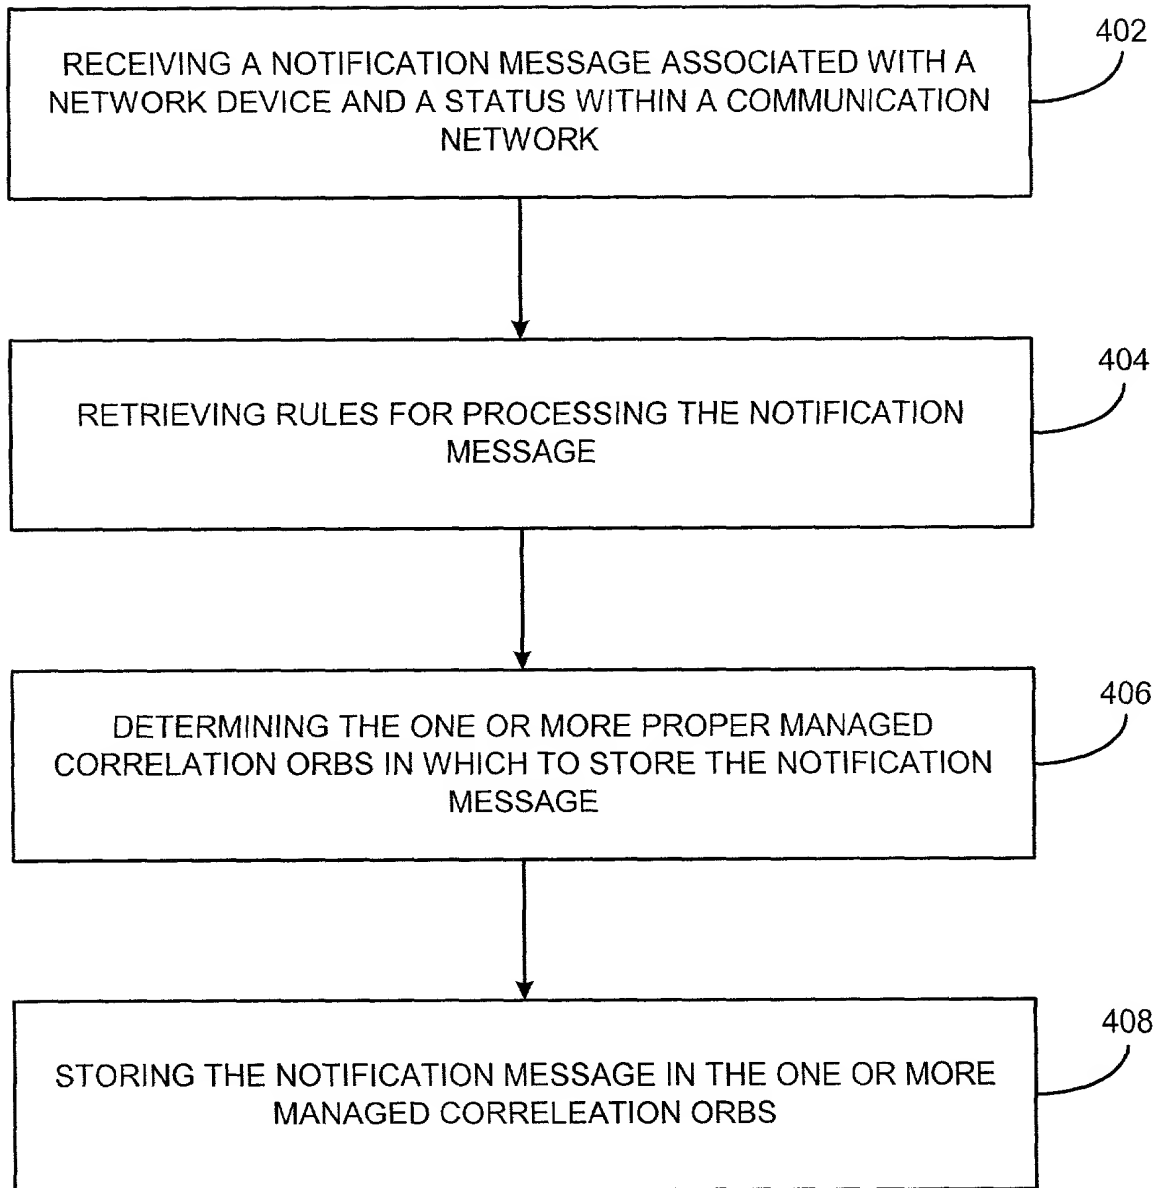 402
RECEIVING A NOTIFICATION MESSAGE ASSOCIATED WITH A
NETWORK DEVICE AND A STATUS WITHIN A COMMUNICATION
NETWORK
404
RETRIEVING RULES FOR PROCESSING THE NOTIFICATION
MESSAGE
406
DETERMINING THE ONE OR MORE PROPER MANAGED
CORRELATION ORBS IN WHICH TO STORE THE NOTIFICATION
MESSAGE
408
STORING THE NOTIFICATION MESSAGE IN THE ONE OR MORE
MANAGED CORRELEATION ORBS